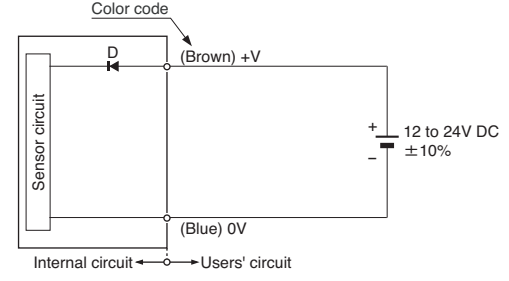 Color code
D
(Brown) +V
Sensor circuit
+
12 to 24V DC
±10%
−
(Blue) 0V
Internal circuit
Users' circuit